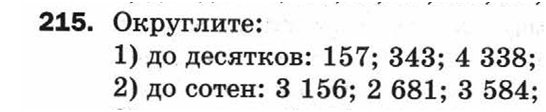 215. Округлите:
1) до десятков: 157; 343; 4 338;
2) до сотен: 3 156; 2 681; 3 584;